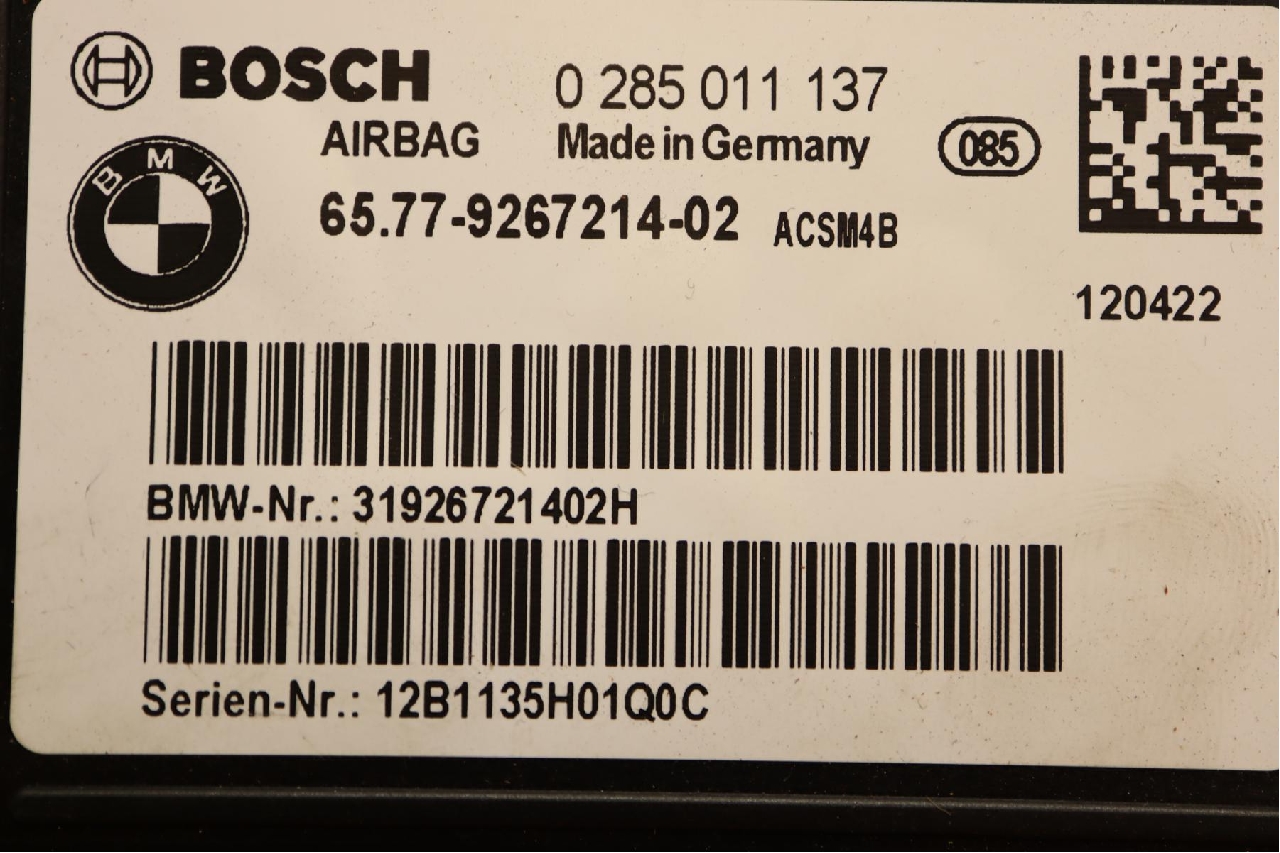 BOSCH 0 285 011 137
AIRBAG Made in Germany 085
BMW
65.77-9267214-02 ACSM4B
120422
BMW-Nr.: 31926721402H
Serien-Nr.: 12B1135H01Q0C